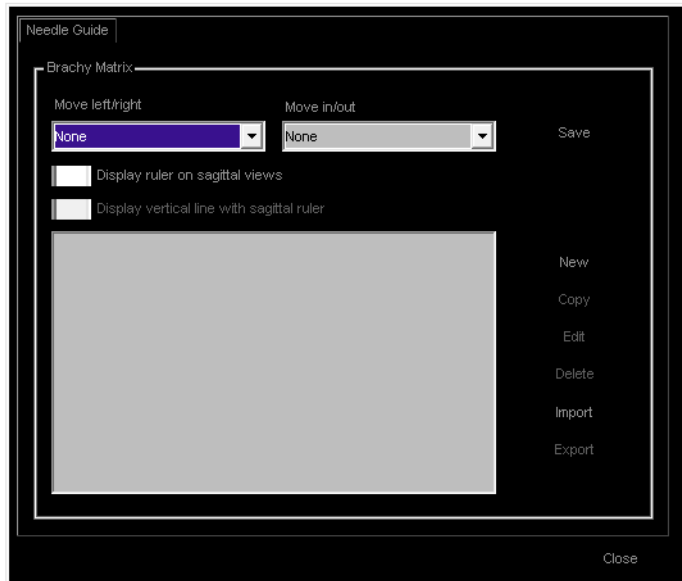 Needle Guide
Brachy Matrix
Move left/right
Move in/out
None
None
Save
Display ruler on sagittal views
Display vertical line with sagittal ruler
New
Copy
Edit
Delete
Import
Export
Close